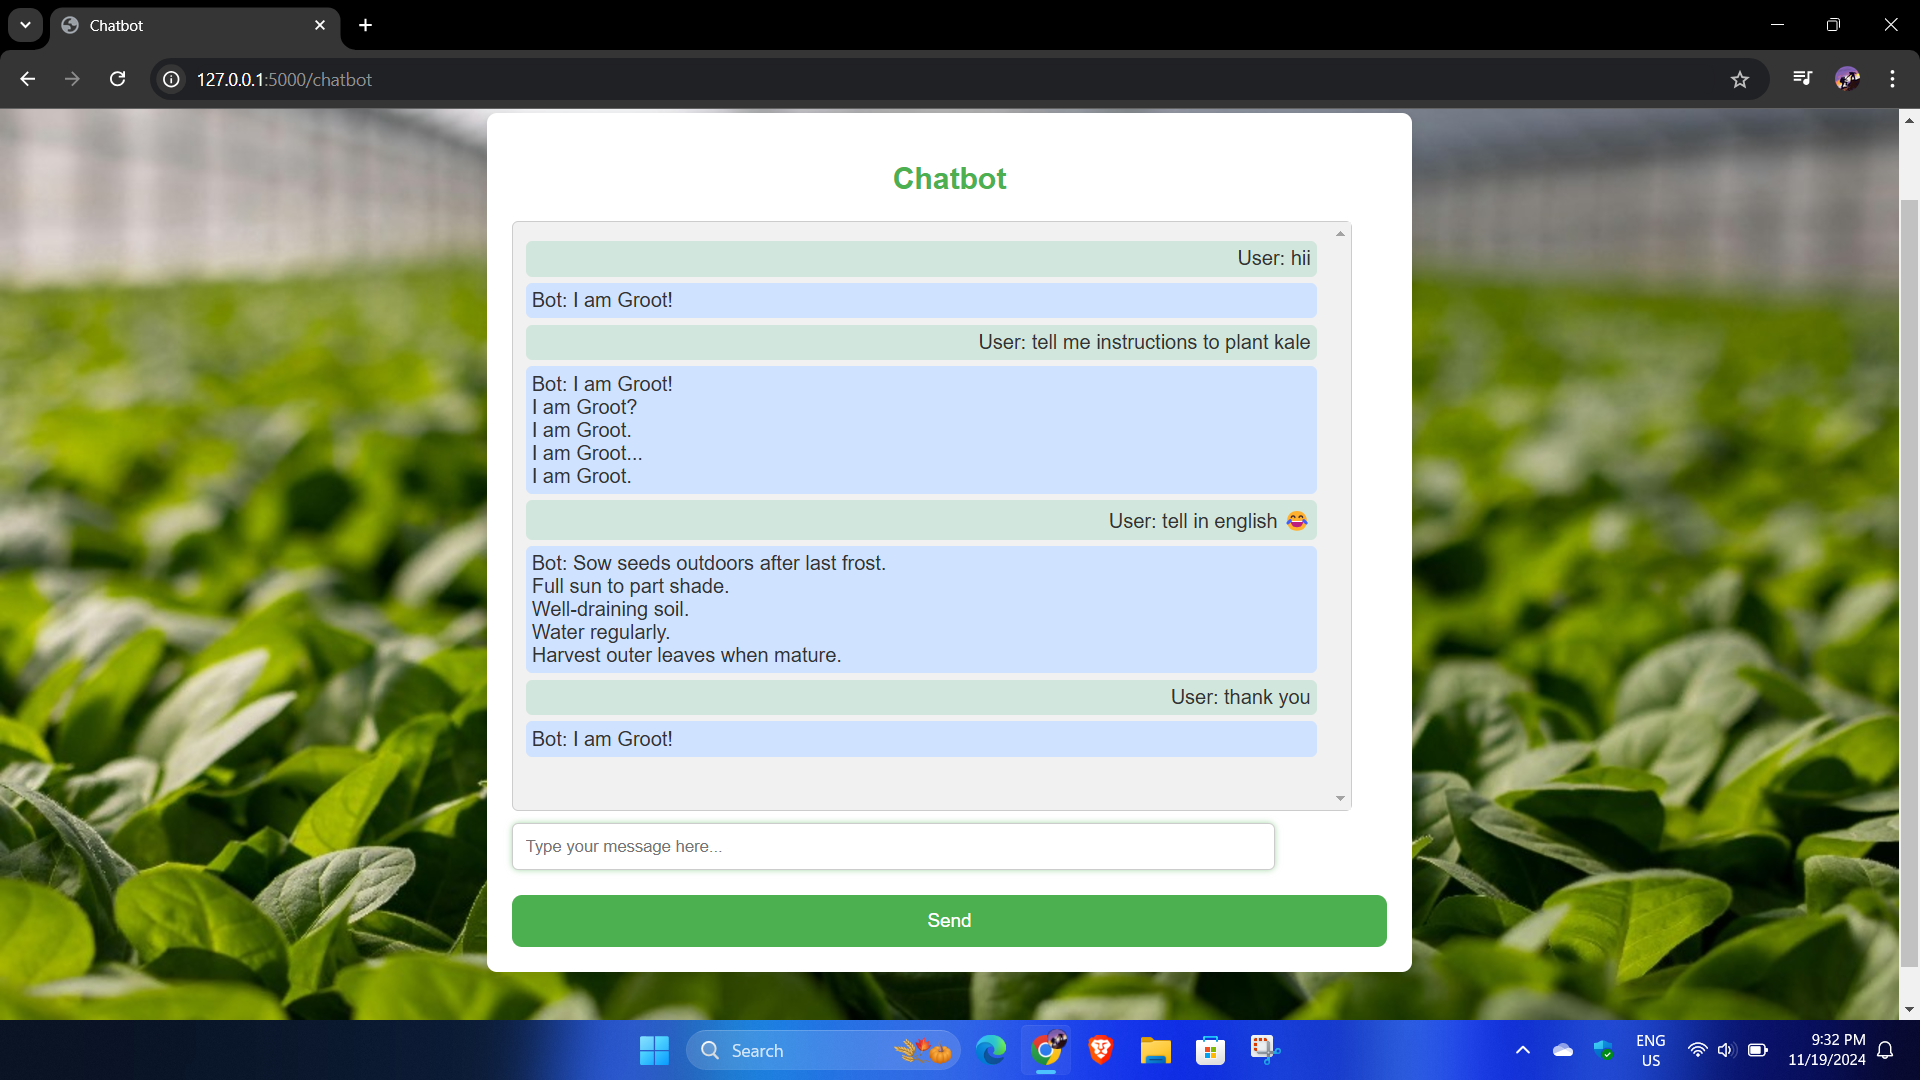 Chatbot
127.0.0.1:5000/chatbot
Chatbot
User: hii
Bot: I am Groot!
User: tell me instructions to plant kale
Bot: I am Groot!
I am Groot?
I am Groot.
I am Groot...
I am Groot.
User: tell in english 😂
Bot: Sow seeds outdoors after last frost.
Full sun to part shade.
Well-draining soil.
Water regularly.
Harvest outer leaves when mature.
User: thank you
Bot: I am Groot!
Type your message here...
Send
Search
ENG
US
9:32 PM
11/19/2024